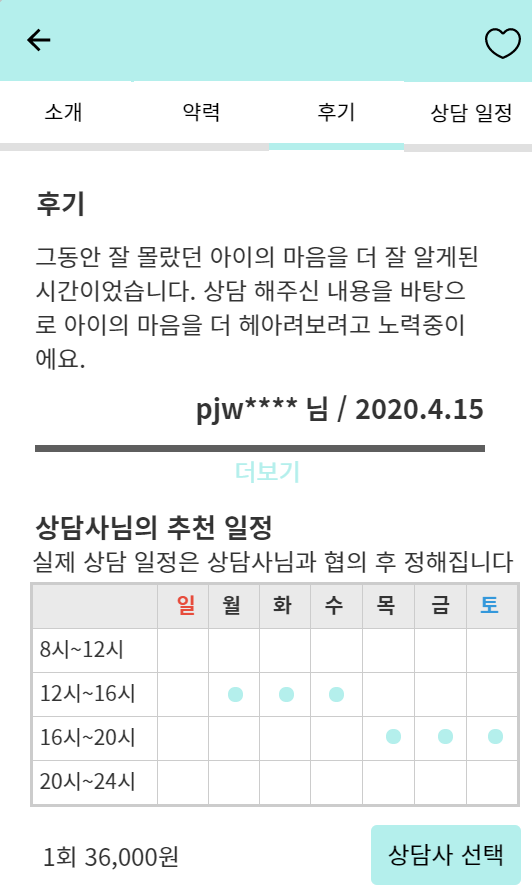 소개 약력 후기 상담 일정
후기
그동안 잘 몰랐던 아이의 마음을 더 잘 알게된
시간이었습니다. 상담 해주신 내용을 바탕으
로 아이의 마음을 더 헤아려보려고 노력중이
에요.
pjw**** 님 / 2020.4.15
더보기
상담사님의 추천 일정
실제 상담 일정은 상담사님과 협의 후 정해집니다
일 월 화 수 목 금 토
8시~12시
12시~16시
16시~20시
20시~24시
1회 36,000원 상담사 선택